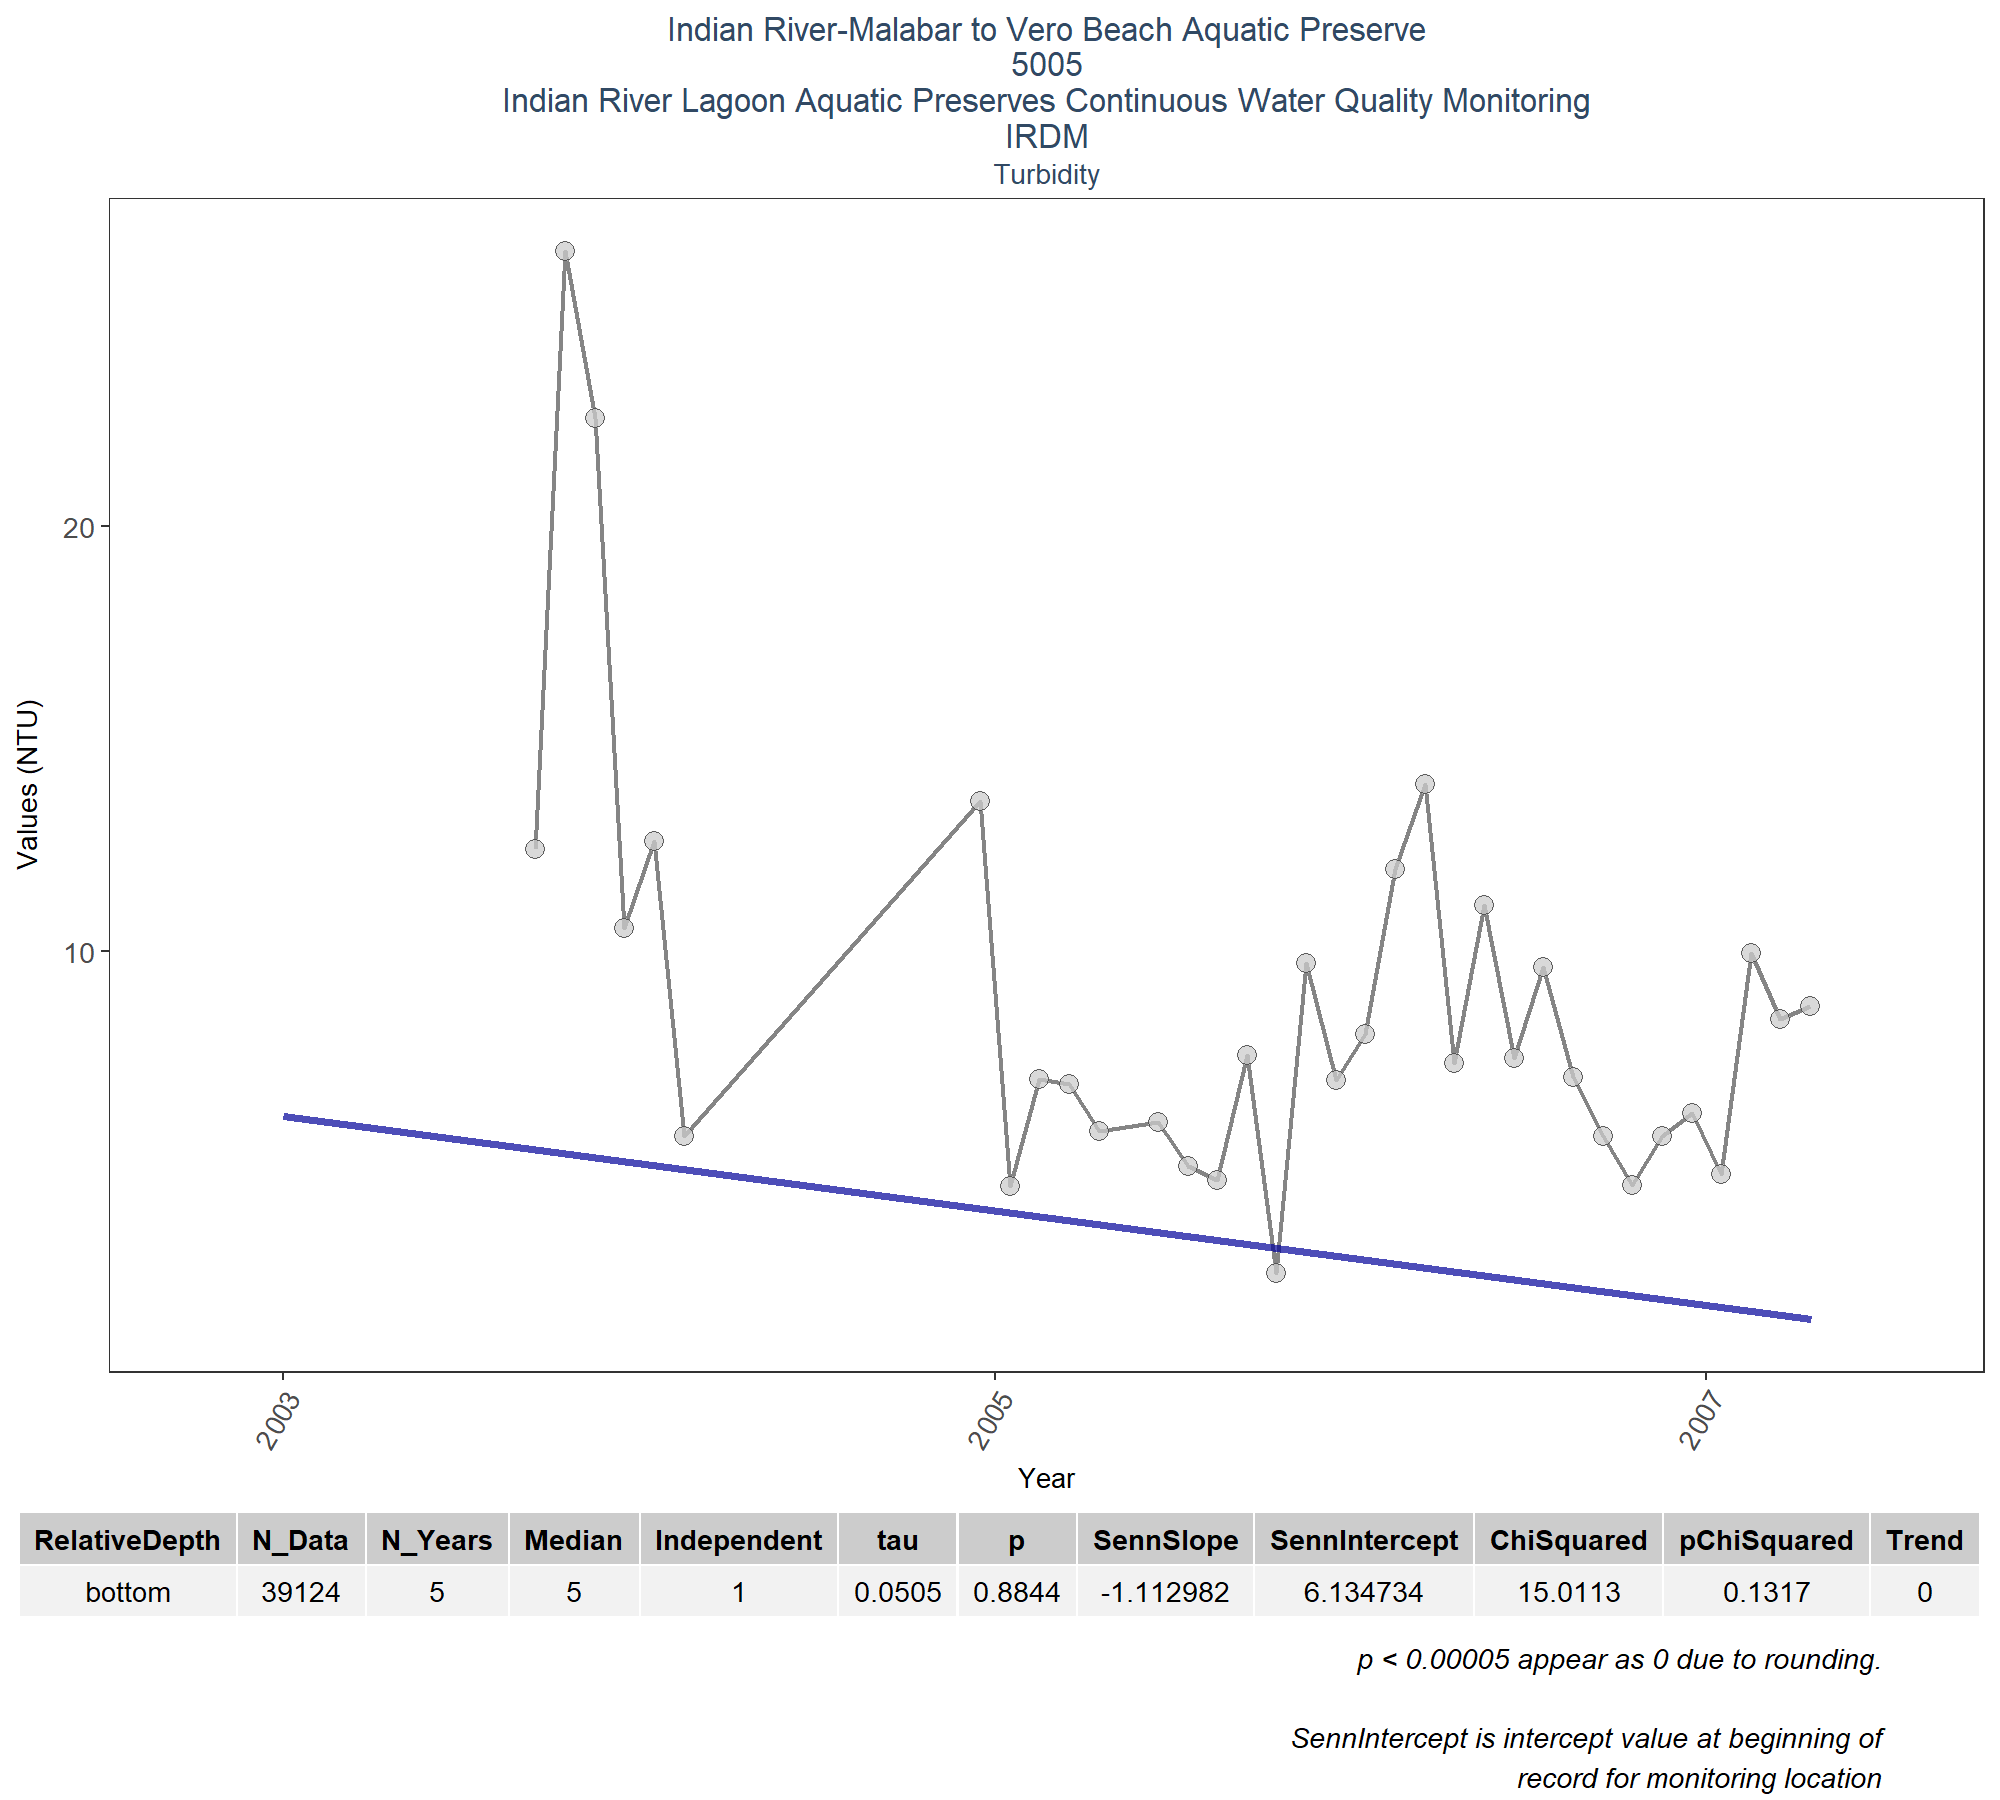 Indian River-Malabar to Vero Beach Aquatic Preserve
5005
Indian River Lagoon Aquatic Preserves Continuous Water Quality Monitoring
IRDM
Turbidity
20
10
Values (NTU)
2003 2005 2007
Year
RelativeDepth N_Data N_Years Median Independent tau p SennSlope SennIntercept ChiSquared pChiSquared Trend
bottom 39124 5 5 1 0.0505 0.8844 -1.112982 6.134734 15.0113 0.1317 0
p < 0.00005 appear as 0 due to rounding.
SennIntercept is intercept value at beginning of
record for monitoring location